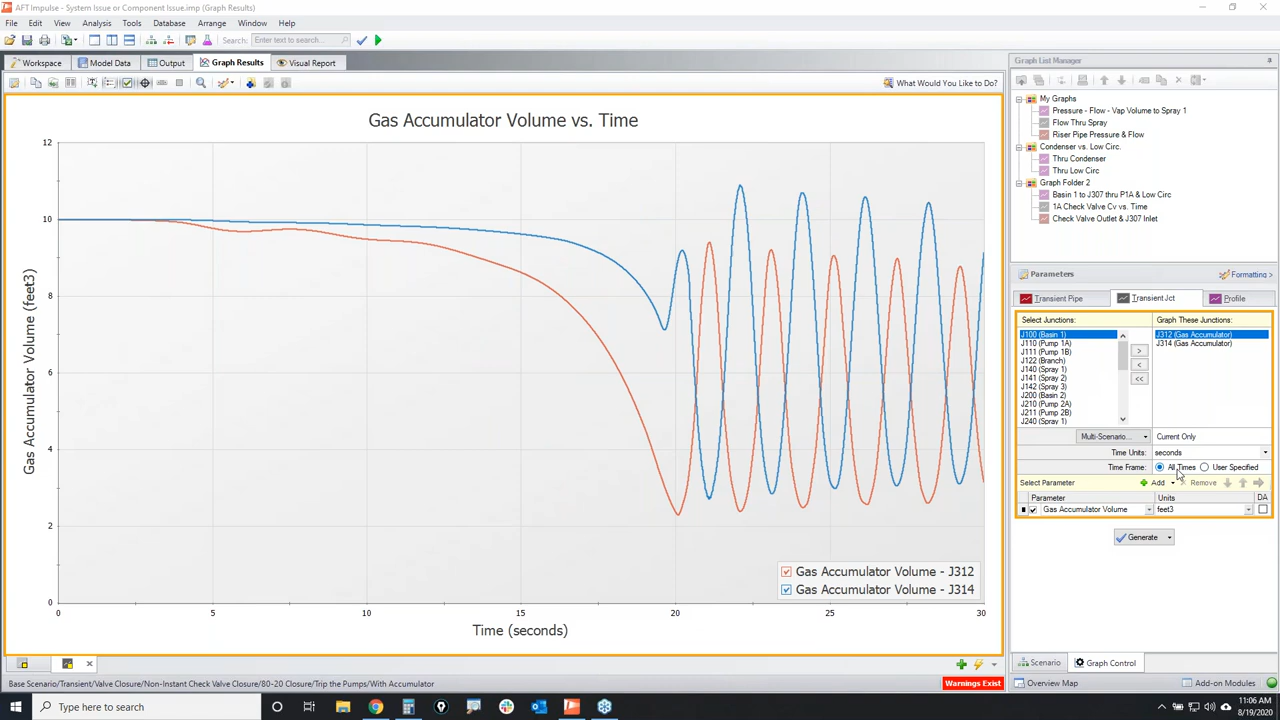 AFT Impulse - System Issue or Component Issue.imp (Graph Results)
File Edit View Analysis Tools Database Arrange Window Help
Search: Enter text to search...
Workspace Model Data Output Graph Results Visual Report
What Would You Like to Do?
Gas Accumulator Volume vs. Time
Gas Accumulator Volume (feet3)
12
10
8
6
4
2
0
0 5 10 15 20 25 30
Time (seconds)
Gas Accumulator Volume - J312
Gas Accumulator Volume - J314
Graph List Manager
My Graphs
Pressure - Flow - Vap Volume to Spray 1
Flow Thru Spray
Riser Pipe Pressure & Flow
Condenser vs. Low Circ.
Thru Condenser
Thru Low Circ
Graph Folder 2
Basin 1 to J307 thru P1A & Low Circ
1A Check Valve Cv vs. Time
Check Valve Outlet & J307 Inlet
Parameters Formatting >
Transient Pipe Transient Jct Profile
Select Junctions: Graph These Junctions:
J100 (Basin 1)
J110 (Pump 1A)
J111 (Pump 1B)
J122 (Branch)
J140 (Spray 1)
J141 (Spray 2)
J142 (Spray 3)
J200 (Basin 2)
J210 (Pump 2A)
J211 (Pump 2B)
J240 (Spray 1)
>
<
<<
J312 (Gas Accumulator)
J314 (Gas Accumulator)
Multi-Scenario... Current Only
Time Units: seconds
Time Frame: All Times User Specified
Select Parameter Add Remove
Parameter Units DA
Gas Accumulator Volume feet3
Generate
Scenario Graph Control
Base Scenario/Transient/Valve Closure/Non-Instant Check Valve Closure/80-20 Closure/Trip the Pumps/With Accumulator
Warnings Exist
Overview Map Add-on Modules
Type here to search
11:06 AM
8/19/2020